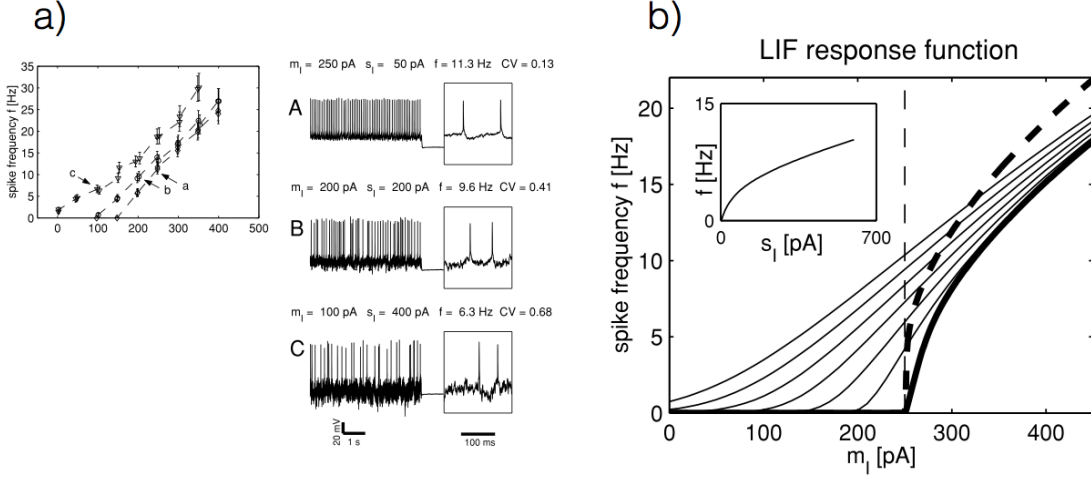 a)
35
30
25
20
15
10
5
0
spike frequency f [Hz]
c
b
a
0 100 200 300 400 500
m_I = 250 pA s_I = 50 pA f = 11.3 Hz CV = 0.13
A
m_I = 200 pA s_I = 200 pA f = 9.6 Hz CV = 0.41
B
m_I = 100 pA s_I = 400 pA f = 6.3 Hz CV = 0.68
C
20 mV
1 s
100 ms
b)
LIF response function
20
15
10
5
0
spike frequency f [Hz]
15
0
f [Hz]
0 700
s_I [pA]
0 100 200 300 400
m_I [pA]